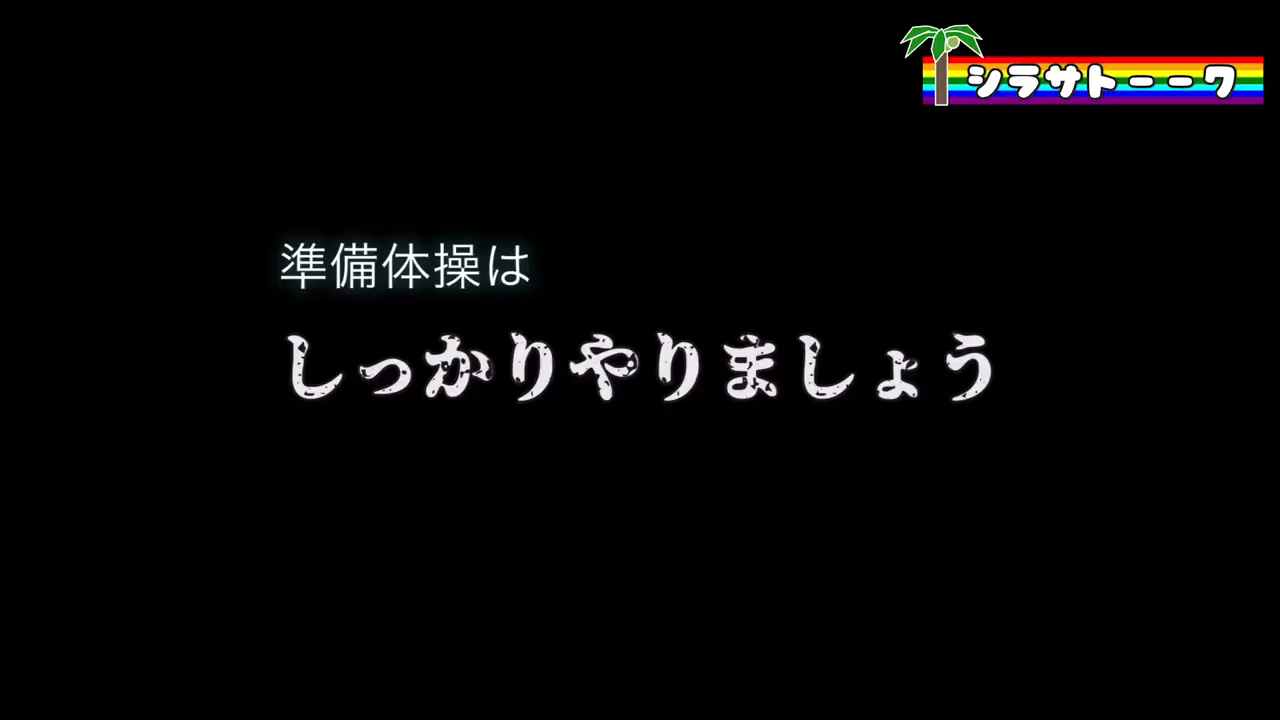 シラサトーーク
準備体操は
しっかりやりましょう